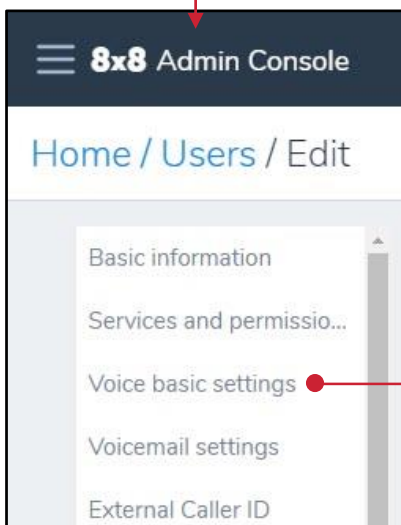 8x8 Admin Console
Home / Users / Edit
Basic information
Services and permissio...
Voice basic settings
Voicemail settings
External Caller ID